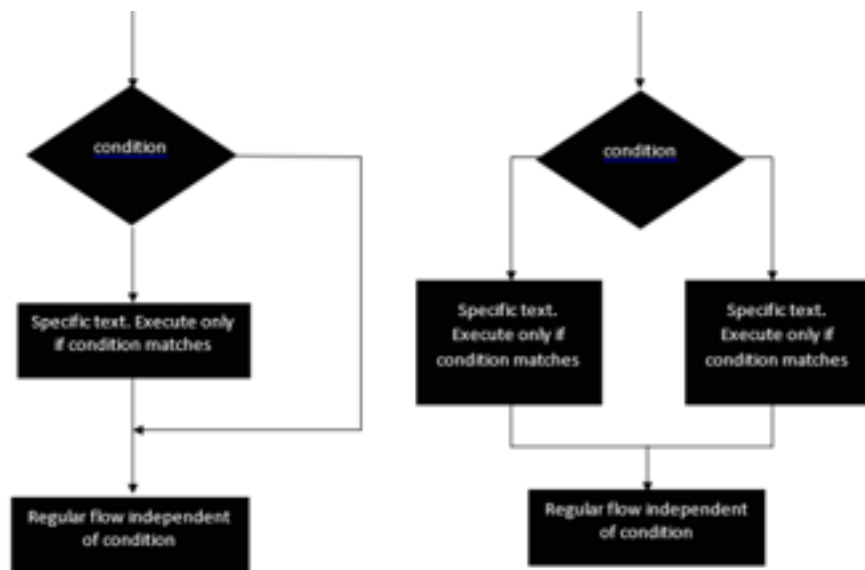 condition
Specific text. Execute only
if condition matches
Regular flow independent
of condition
condition
Specific text.
Execute only if
condition matches
Specific text.
Execute only if
condition matches
Regular flow independent
of condition